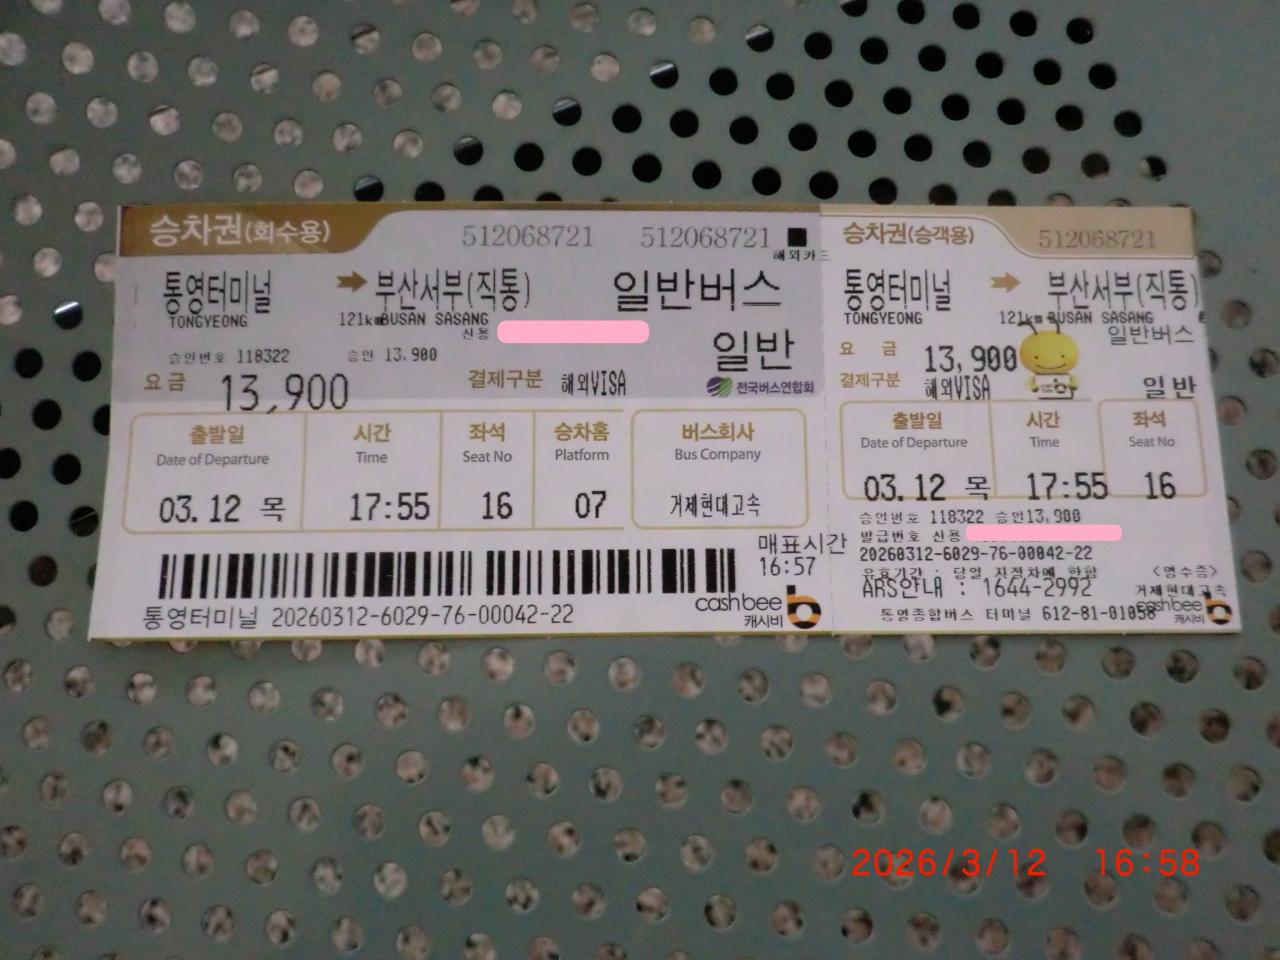 승차권(회수용) 512068721 512068721
해외카드
통영터미널 → 부산서부(직통) 일반버스
TONGYEONG 121km BUSAN SASANG
신용
일반
승인번호 118322 승인 13,900
요금 13,900 결제구분 해외VISA 전국버스연합회
출발일 시간 좌석 승차홈 버스회사
Date of Departure Time Seat No Platform Bus Company
03.12 목 17:55 16 07 거제현대고속
매표시간
16:57
통영터미널 20260312-6029-76-00042-22
cashbee
캐시비
승차권(승객용) 512068721
통영터미널 → 부산서부(직통)
TONGYEONG 121km BUSAN SASANG
일반버스
요금 13,900
결제구분 해외VISA 일반
출발일 시간 좌석
Date of Departure Time Seat No
03.12 목 17:55 16
승인번호 118322 승인13,900
발급번호 신용
20260312-6029-76-00042-22
유효기간 : 당일 지정차에 한함 <영수증>
ARS안내 : 1644-2992 거제현대고속
통영종합버스 터미널 612-81-01058
cashbee
캐시비
2026/3/12 16:58